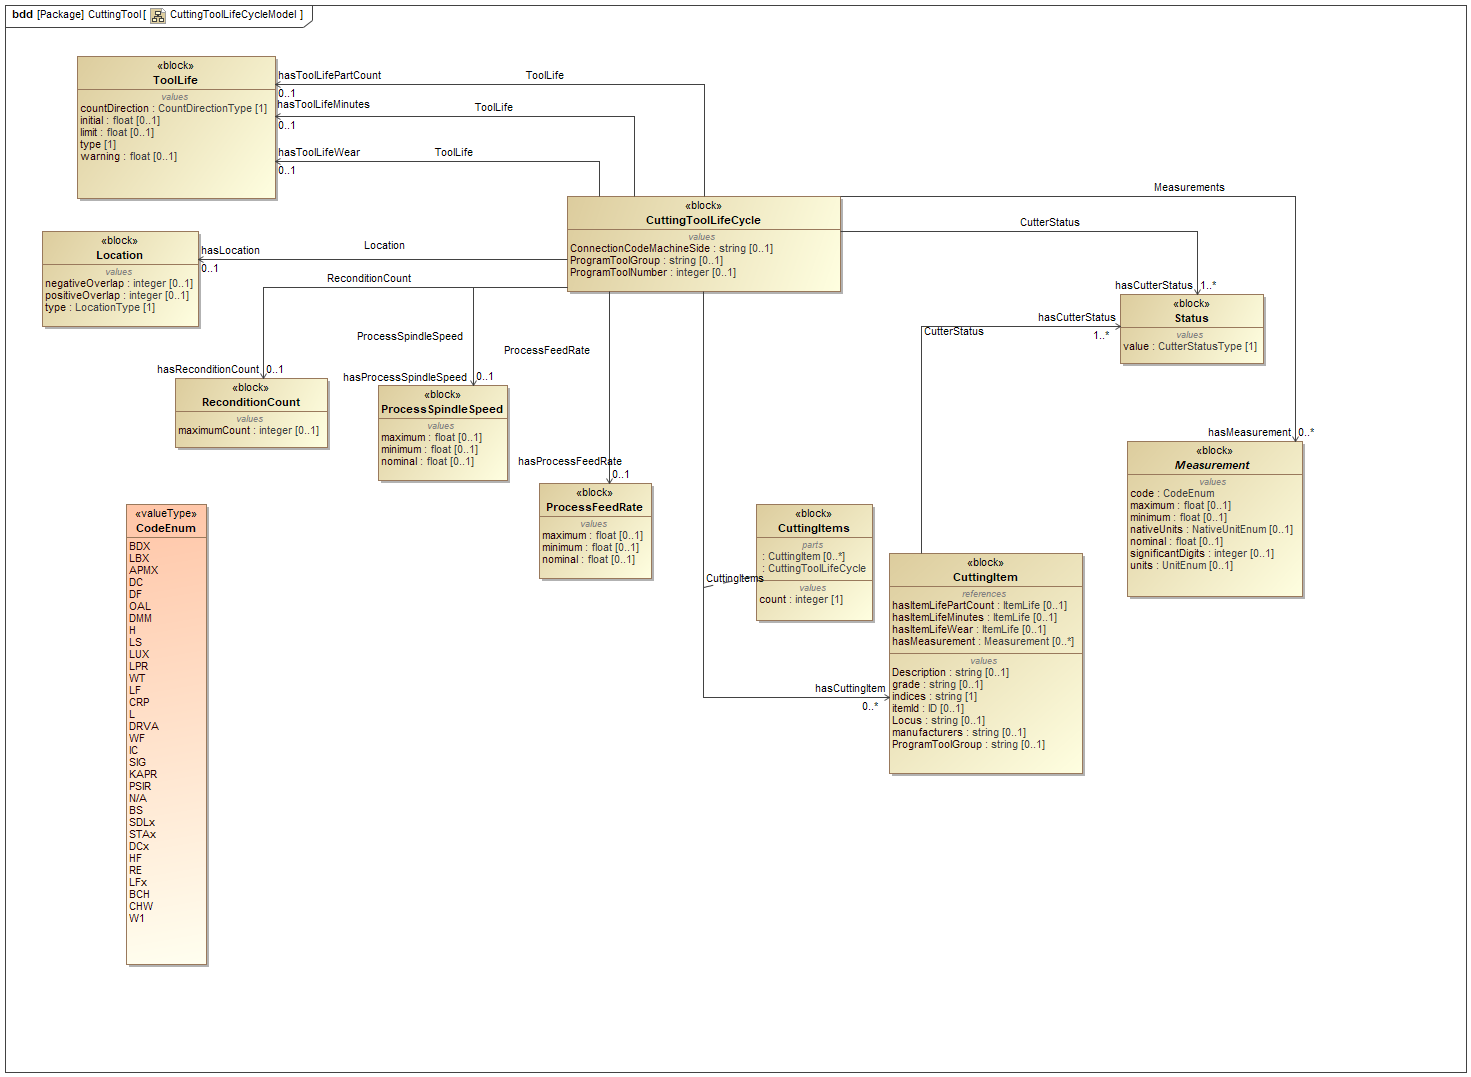 bdd [Package] CuttingTool[ CuttingToolLifeCycleModel ]
«block»
ToolLife
values
countDirection : CountDirectionType [1]
initial : float [0..1]
limit : float [0..1]
type [1]
warning : float [0..1]
hasToolLifePartCount
ToolLife
0..1
hasToolLifeMinutes
ToolLife
0..1
hasToolLifeWear
ToolLife
0..1
«block»
CuttingToolLifeCycle
values
ConnectionCodeMachineSide : string [0..1]
ProgramToolGroup : string [0..1]
ProgramToolNumber : integer [0..1]
Measurements
CutterStatus
«block»
Location
values
negativeOverlap : integer [0..1]
positiveOverlap : integer [0..1]
type : LocationType [1]
hasLocation
Location
0..1
ReconditionCount
ProcessSpindleSpeed
ProcessFeedRate
hasCutterStatus
1..*
«block»
Status
values
value : CutterStatusType [1]
hasCutterStatus
CutterStatus
1..*
hasReconditionCount
0..1
«block»
ReconditionCount
values
maximumCount : integer [0..1]
hasProcessSpindleSpeed
0..1
«block»
ProcessSpindleSpeed
values
maximum : float [0..1]
minimum : float [0..1]
nominal : float [0..1]
hasProcessFeedRate
0..1
«block»
ProcessFeedRate
values
maximum : float [0..1]
minimum : float [0..1]
nominal : float [0..1]
hasMeasurement
0..*
«block»
Measurement
values
code : CodeEnum
maximum : float [0..1]
minimum : float [0..1]
nativeUnits : NativeUnitEnum [0..1]
nominal : float [0..1]
significantDigits : integer [0..1]
units : UnitEnum [0..1]
«block»
CuttingItems
parts
: CuttingItem [0..*]
: CuttingToolLifeCycle
values
count : integer [1]
CuttingItems
«block»
CuttingItem
references
hasItemLifePartCount : ItemLife [0..1]
hasItemLifeMinutes : ItemLife [0..1]
hasItemLifeWear : ItemLife [0..1]
hasMeasurement : Measurement [0..*]
values
Description : string [0..1]
grade : string [0..1]
indices : string [1]
itemId : ID [0..1]
Locus : string [0..1]
manufacturers : string [0..1]
ProgramToolGroup : string [0..1]
hasCuttingItem
0..*
«valueType»
CodeEnum
BDX
LBX
APMX
DC
DF
OAL
DMM
H
LS
LUX
LPR
WT
LF
CRP
L
DRVA
WF
IC
SIG
KAPR
PSIR
N/A
BS
SDLx
STAx
DCx
HF
RE
LFx
BCH
CHW
W1